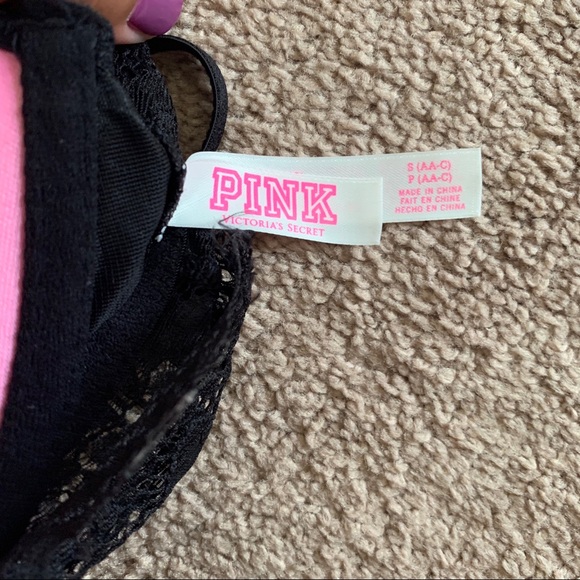 PINK
VICTORIA'S SECRET
S (AA-C)
P (AA-C)
MADE IN CHINA
FAIT EN CHINE
HECHO EN CHINA